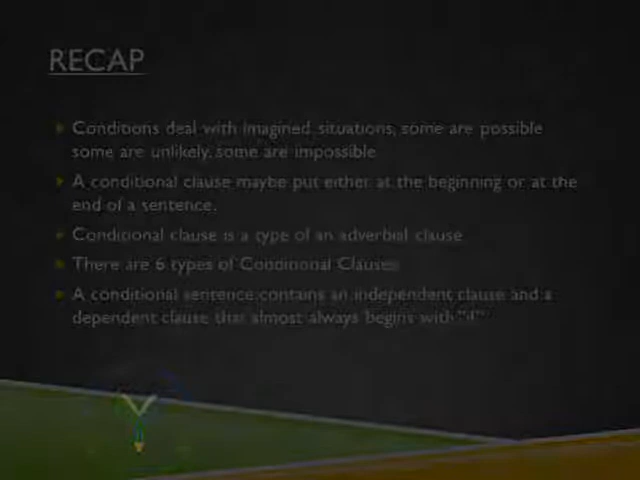 RECAP
Conditions deal with imagined situations, some are possible
some are unlikely, some are impossible
A conditional clause maybe put either at the beginning or at the
end of a sentence.
Conditional clause is a type of an adverbial clause
There are 6 types of Conditional Clauses
A conditional sentence contains an independent clause and a
dependent clause that almost always begins with "if"